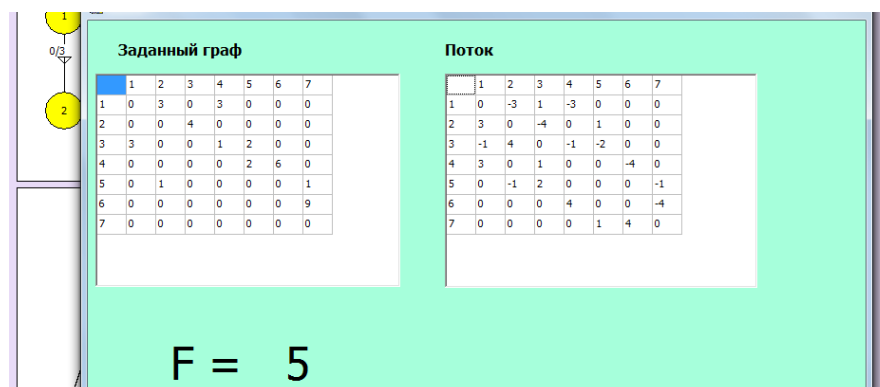 1
0/3
2
Заданный граф
1 2 3 4 5 6 7
1 0 3 0 3 0 0 0
2 0 0 4 0 0 0 0
3 3 0 0 1 2 0 0
4 0 0 0 0 2 6 0
5 0 1 0 0 0 0 1
6 0 0 0 0 0 0 9
7 0 0 0 0 0 0 0
Поток
1 2 3 4 5 6 7
1 0 -3 1 -3 0 0 0
2 3 0 -4 0 1 0 0
3 -1 4 0 -1 -2 0 0
4 3 0 1 0 0 -4 0
5 0 -1 2 0 0 0 -1
6 0 0 0 4 0 0 -4
7 0 0 0 0 1 4 0
F = 5